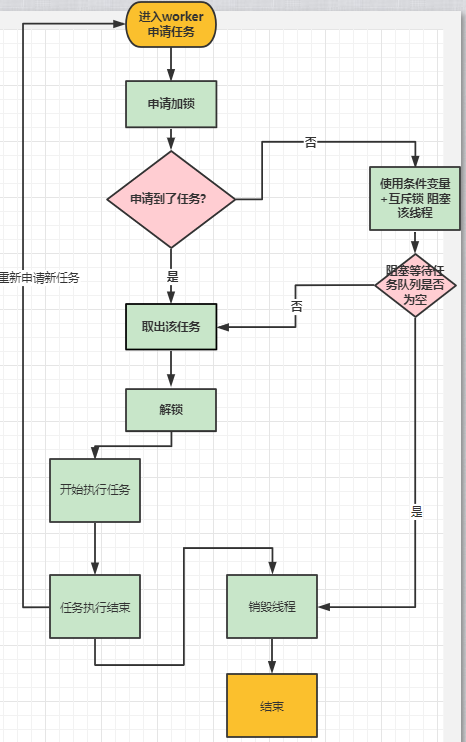 进入worker
申请任务
申请加锁
否
申请到了任务?
使用条件变量
+互斥锁 阻塞
该线程
阻塞等待任
务队列是否
为空
是
重新申请新任务
否
取出该任务
解锁
开始执行任务
是
任务执行结束
销毁线程
结束